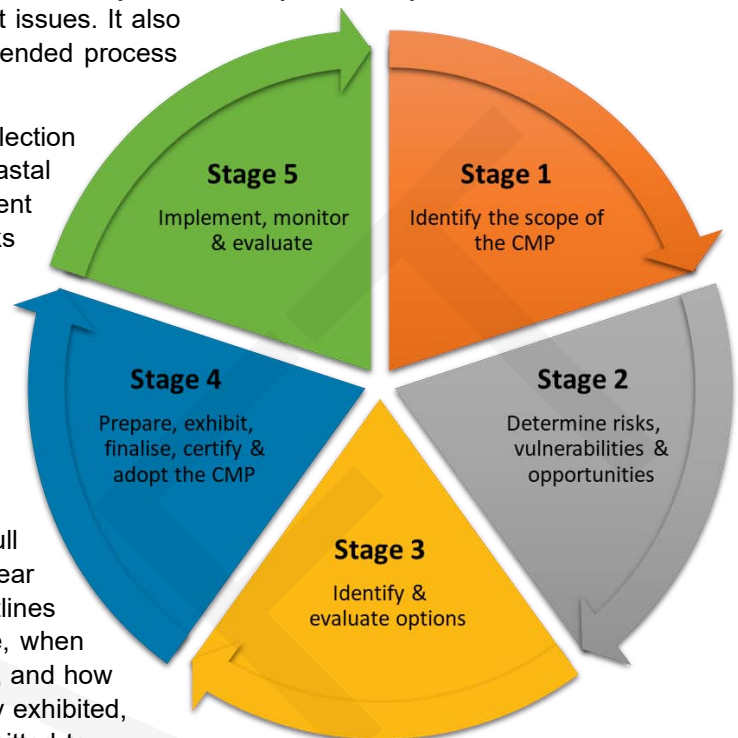 t issues. It also
ended process
lection
astal
ent
ks
ull
ear
tlines
e, when
, and how
y exhibited,
Stage 1
Identify the scope of
the CMP
Stage 2
Determine risks,
vulnerabilities &
opportunities
Stage 3
Identify &
evaluate options
Stage 4
Prepare, exhibit,
finalise, certify &
adopt the CMP
Stage 5
Implement, monitor
& evaluate